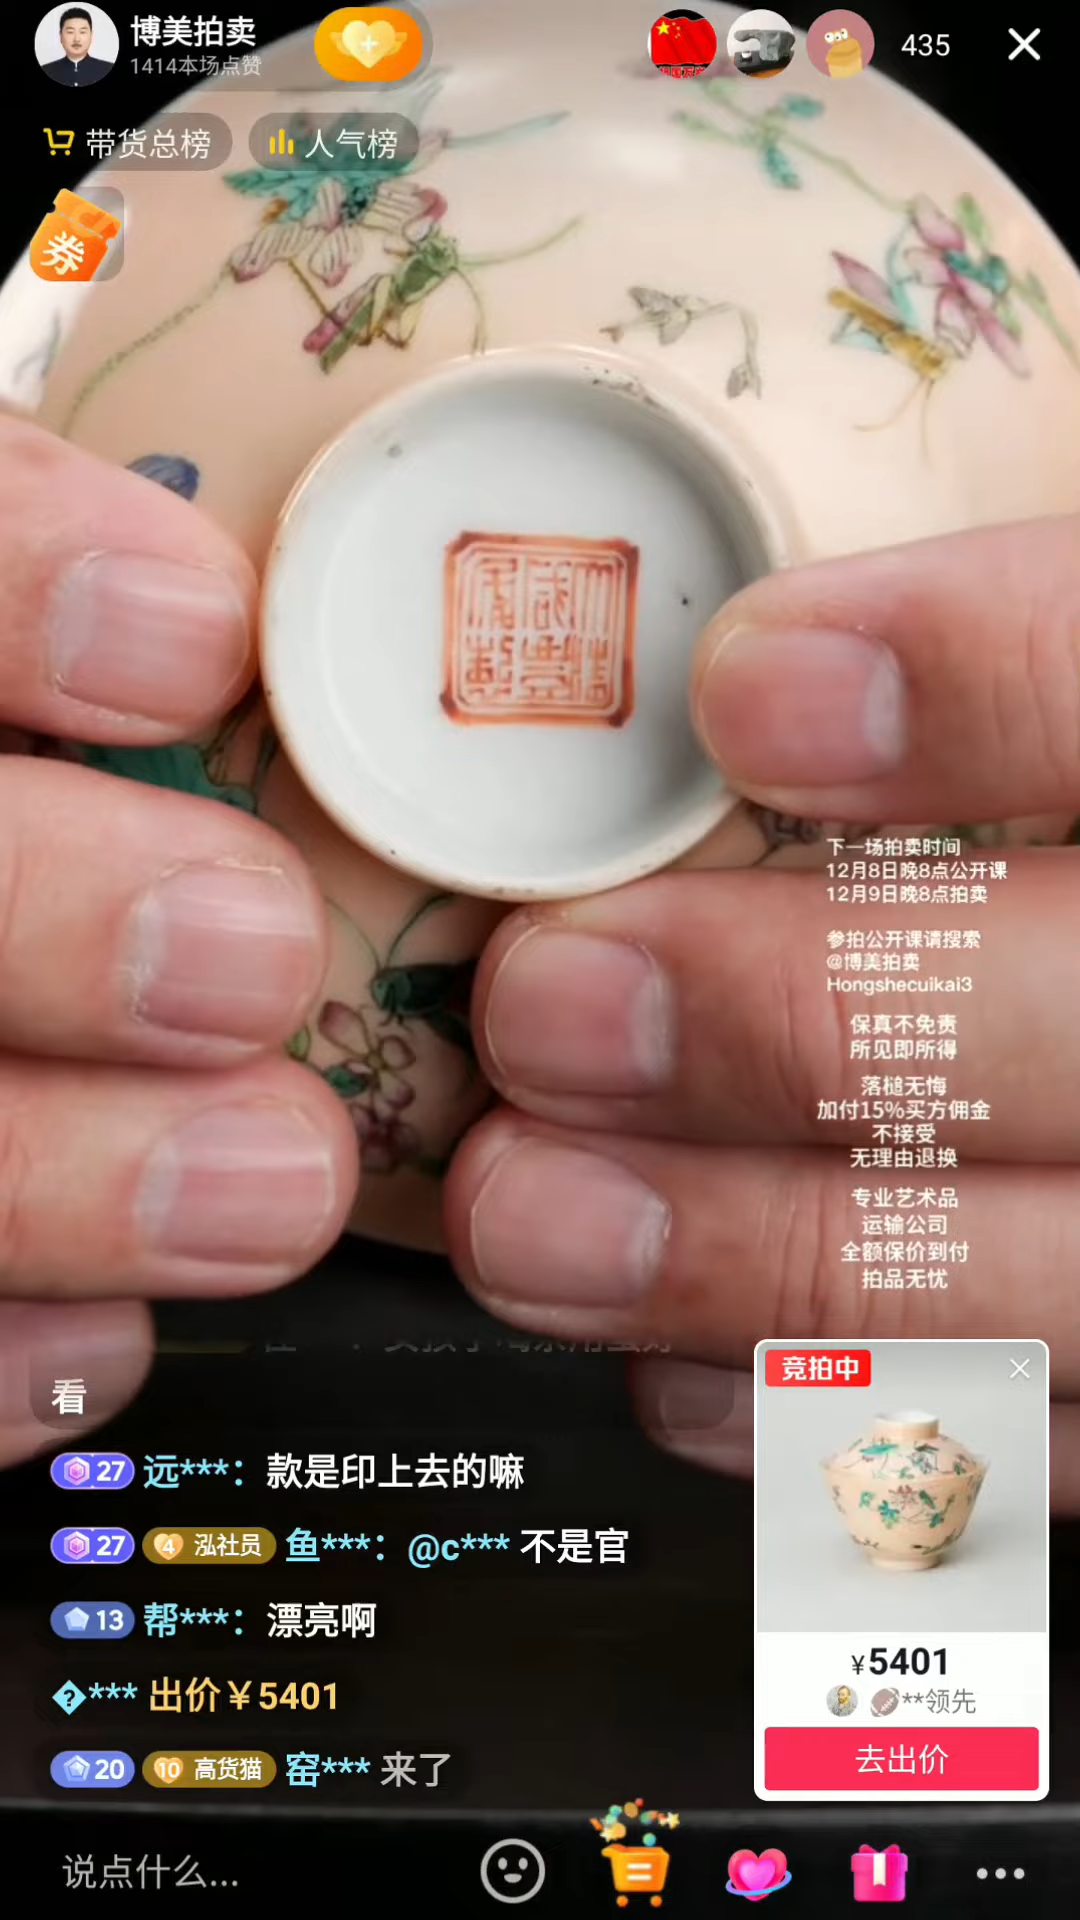 博美拍卖
1414本场点赞
435
带货总榜
人气榜
券
下一场拍卖时间
12月8日晚8点公开课
12月9日晚8点拍卖
参拍公开课请搜索
@博美拍卖
Hongshecuikai3
保真不免责
所见即所得
落槌无悔
加付15%买方佣金
不接受
无理由退换
专业艺术品
运输公司
全额保价到付
拍品无忧
看
27 远***：款是印上去的嘛
27 4 泓社员 鱼***：@c*** 不是官
13 帮***：漂亮啊
*** 出价￥5401
20 10 高货猫 窑*** 来了
竞拍中
￥5401
**领先
去出价
说点什么...